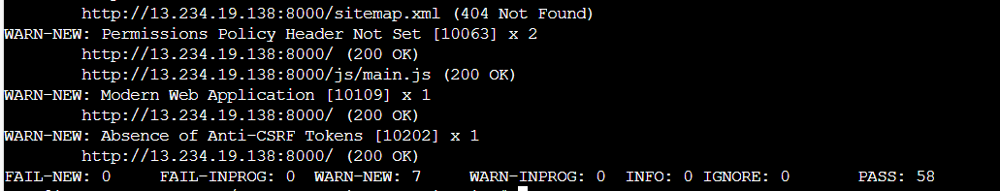 http://13.234.19.138:8000/sitemap.xml (404 Not Found)
WARN-NEW: Permissions Policy Header Not Set [10063] x 2
http://13.234.19.138:8000/ (200 OK)
http://13.234.19.138:8000/js/main.js (200 OK)
WARN-NEW: Modern Web Application [10109] x 1
http://13.234.19.138:8000/ (200 OK)
WARN-NEW: Absence of Anti-CSRF Tokens [10202] x 1
http://13.234.19.138:8000/ (200 OK)
FAIL-NEW: 0 FAIL-INPROG: 0 WARN-NEW: 7 WARN-INPROG: 0 INFO: 0 IGNORE: 0 PASS: 58